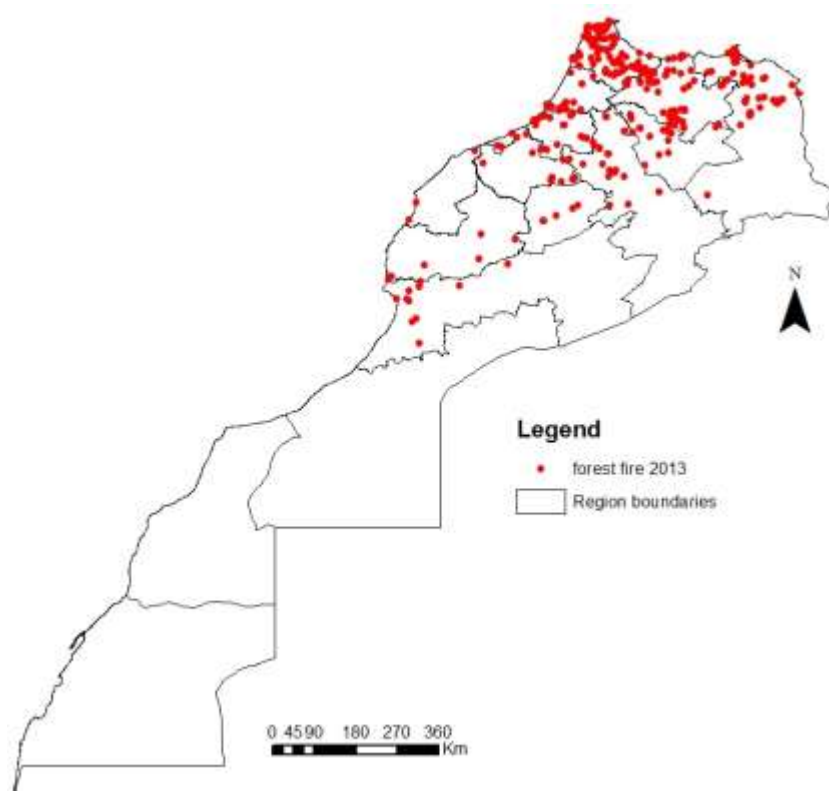 N
Legend
forest fire 2013
Region boundaries
0 45 90 180 270 360
Km